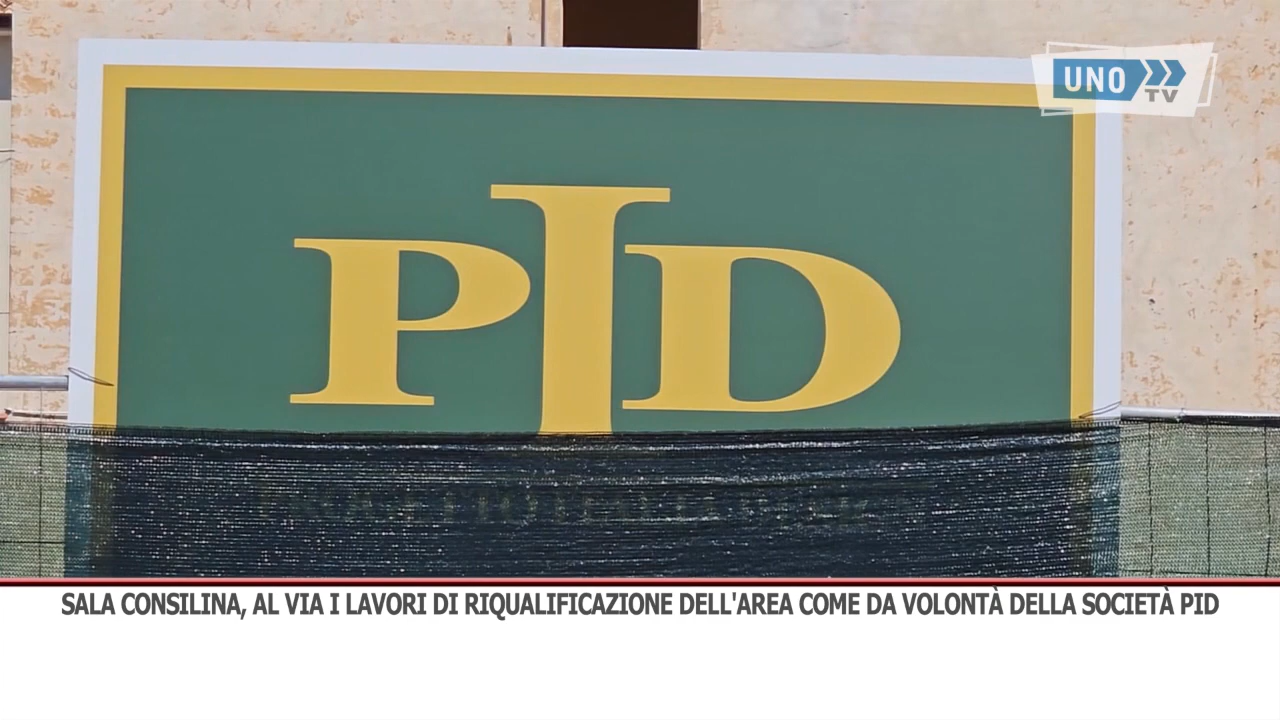 UNO
TV
PID
SALA CONSILINA, AL VIA I LAVORI DI RIQUALIFICAZIONE DELL'AREA COME DA VOLONTÀ DELLA SOCIETÀ PID